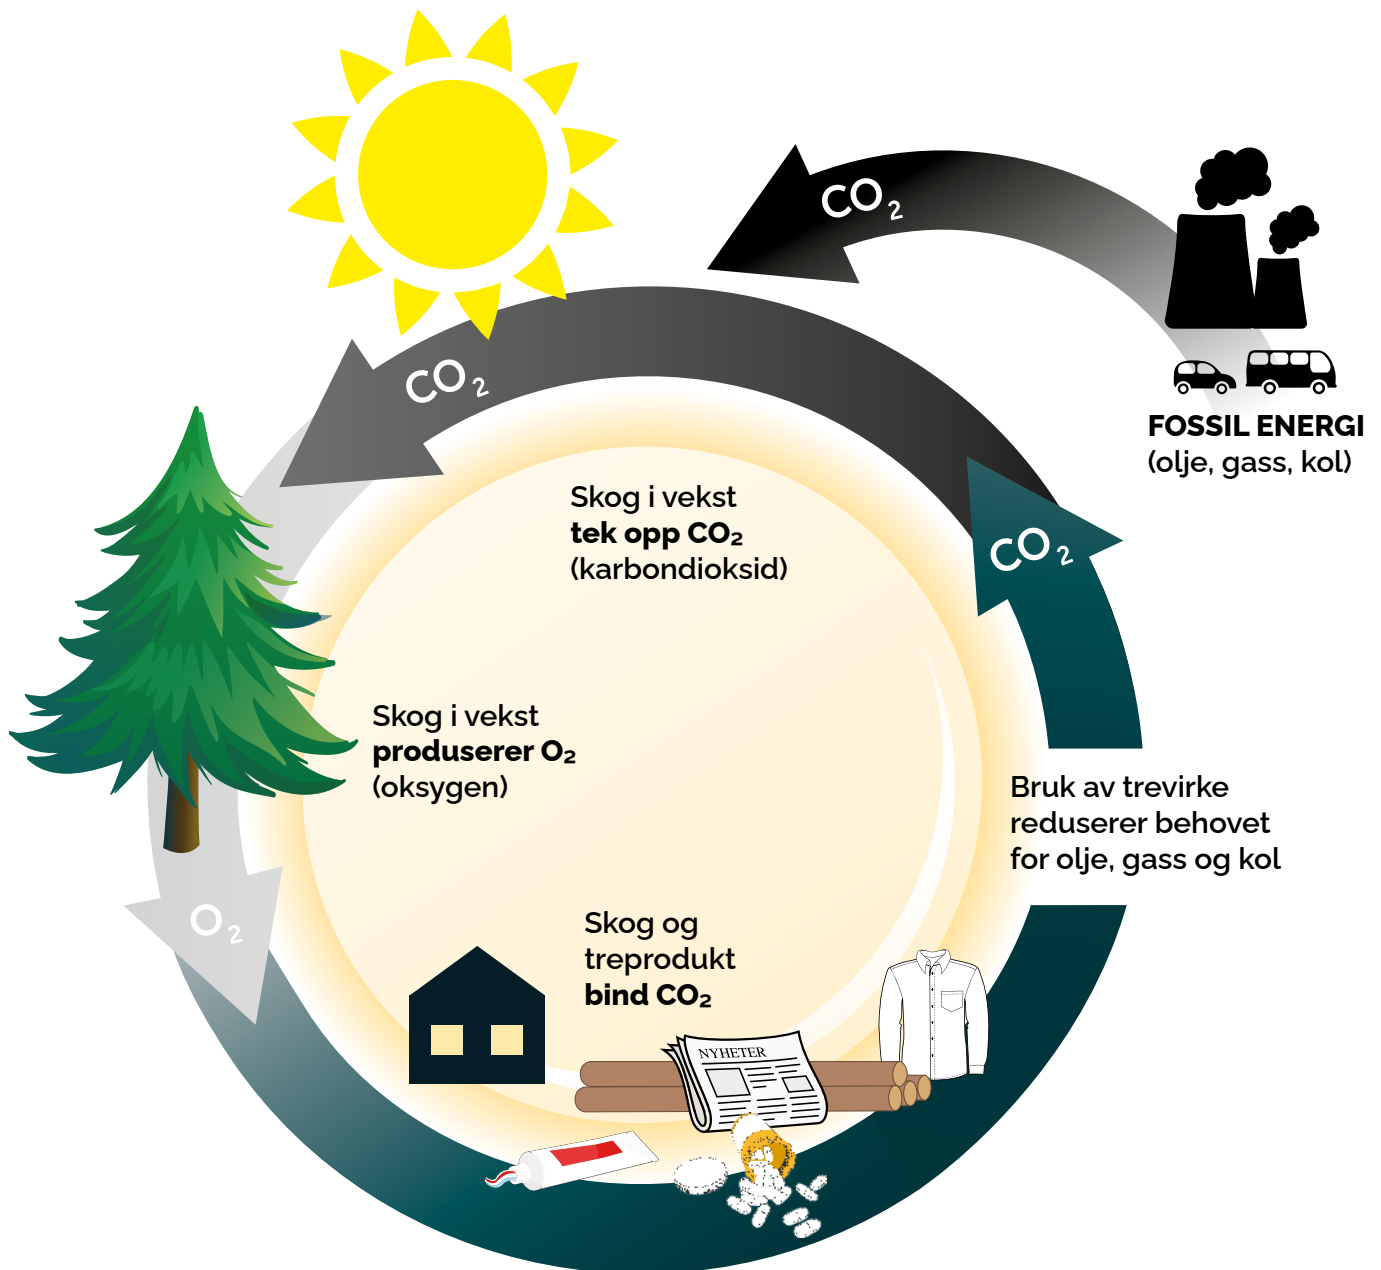 CO₂
CO₂
FOSSIL ENERGI
(olje, gass, kol)
Skog i vekst
tek opp CO₂
(karbondioksid)
CO₂
Skog i vekst
produserer O₂
(oksygen)
Bruk av trevirke
reduserer behovet
for olje, gass og kol
O₂
Skog og
treprodukt
bind CO₂
NYHETER